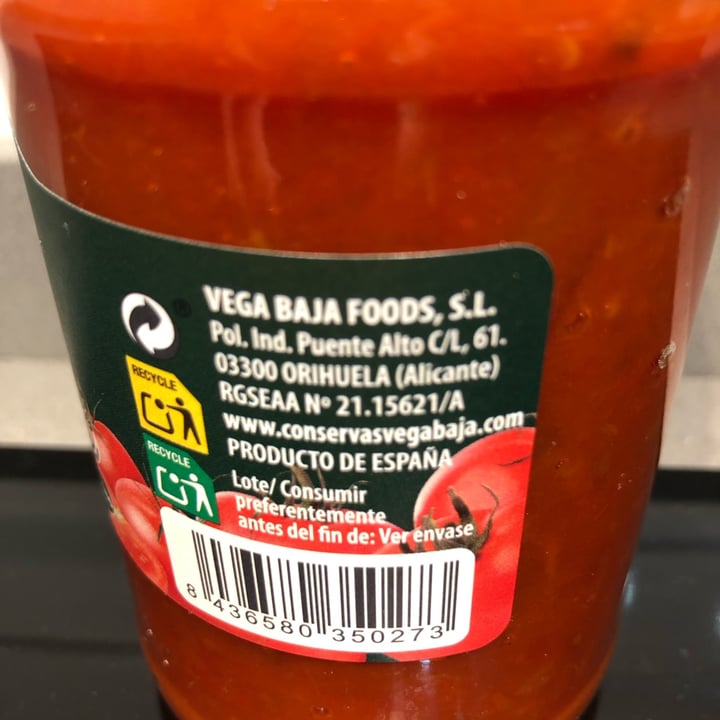 VEGA BAJA FOODS, S.L.
Pol. Ind. Puente Alto C/L, 61.
03300 ORIHUELA (Alicante)
RGSEAA Nº 21.15621/A
www.conservasvegabaja.com
PRODUCTO DE ESPAÑA
Lote/ Consumir
preferentemente
antes del fin de: Ver envase
RECYCLE
RECYCLE
8 436580 350273